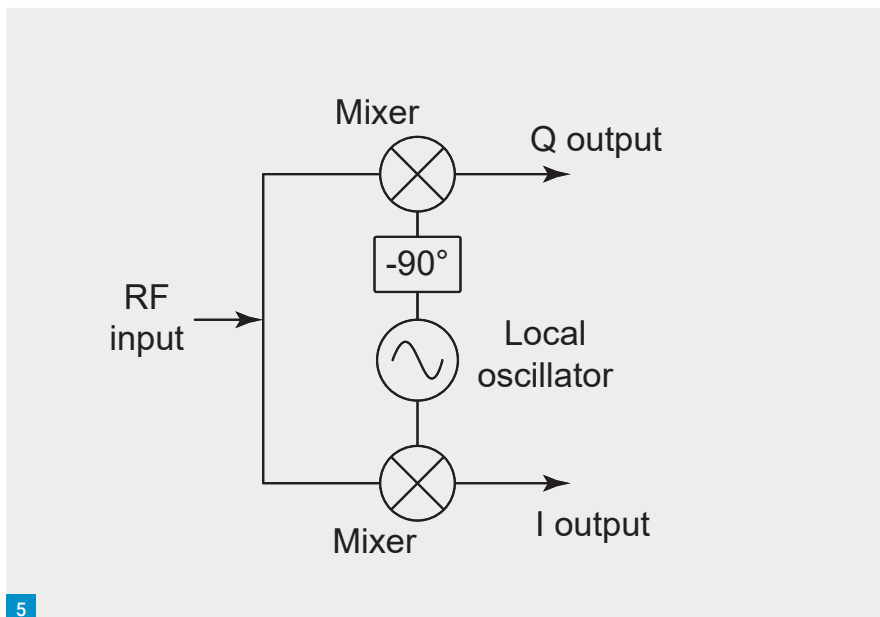 Mixer
Q output
-90°
RF
input
Local
oscillator
I output
Mixer
5